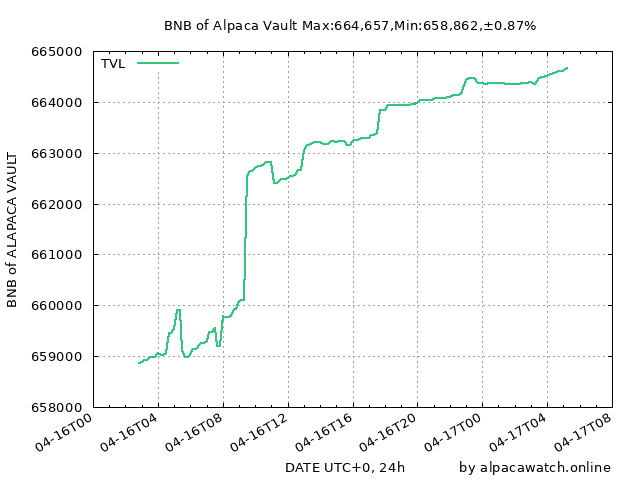 BNB of Alpaca Vault Max:664,657,Min:658,862,±0.87%
TVL
665000
664000
663000
662000
661000
660000
659000
658000
BNB of ALAPACA VAULT
04-16T00
04-16T04
04-16T08
04-16T12
04-16T16
04-16T20
04-17T00
04-17T04
04-17T08
DATE UTC+0, 24h
by alpacawatch.online